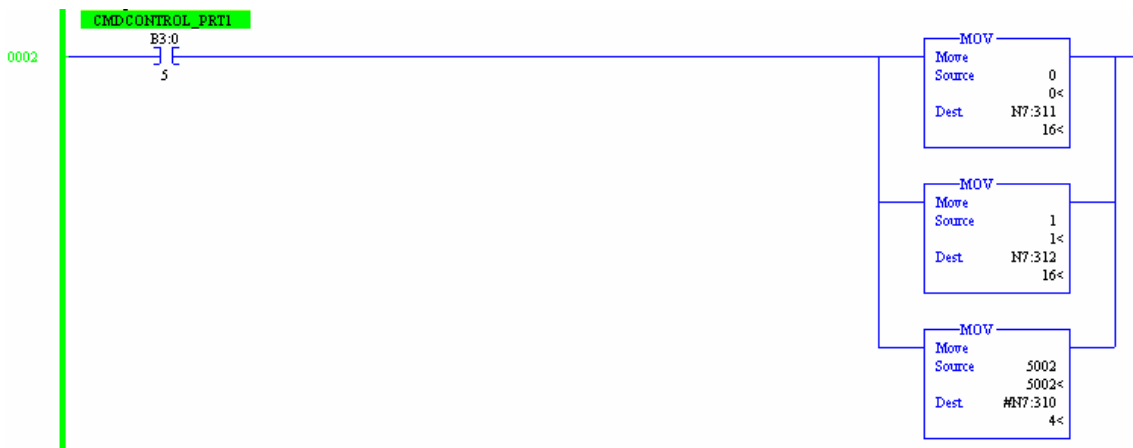 CMDCONTROL_PRT1
B3:0
0002
5
MOV
Move
Source 0
0<
Dest N7:311
16<
MOV
Move
Source 1
1<
Dest N7:312
16<
MOV
Move
Source 5002
5002<
Dest #N7:310
4<